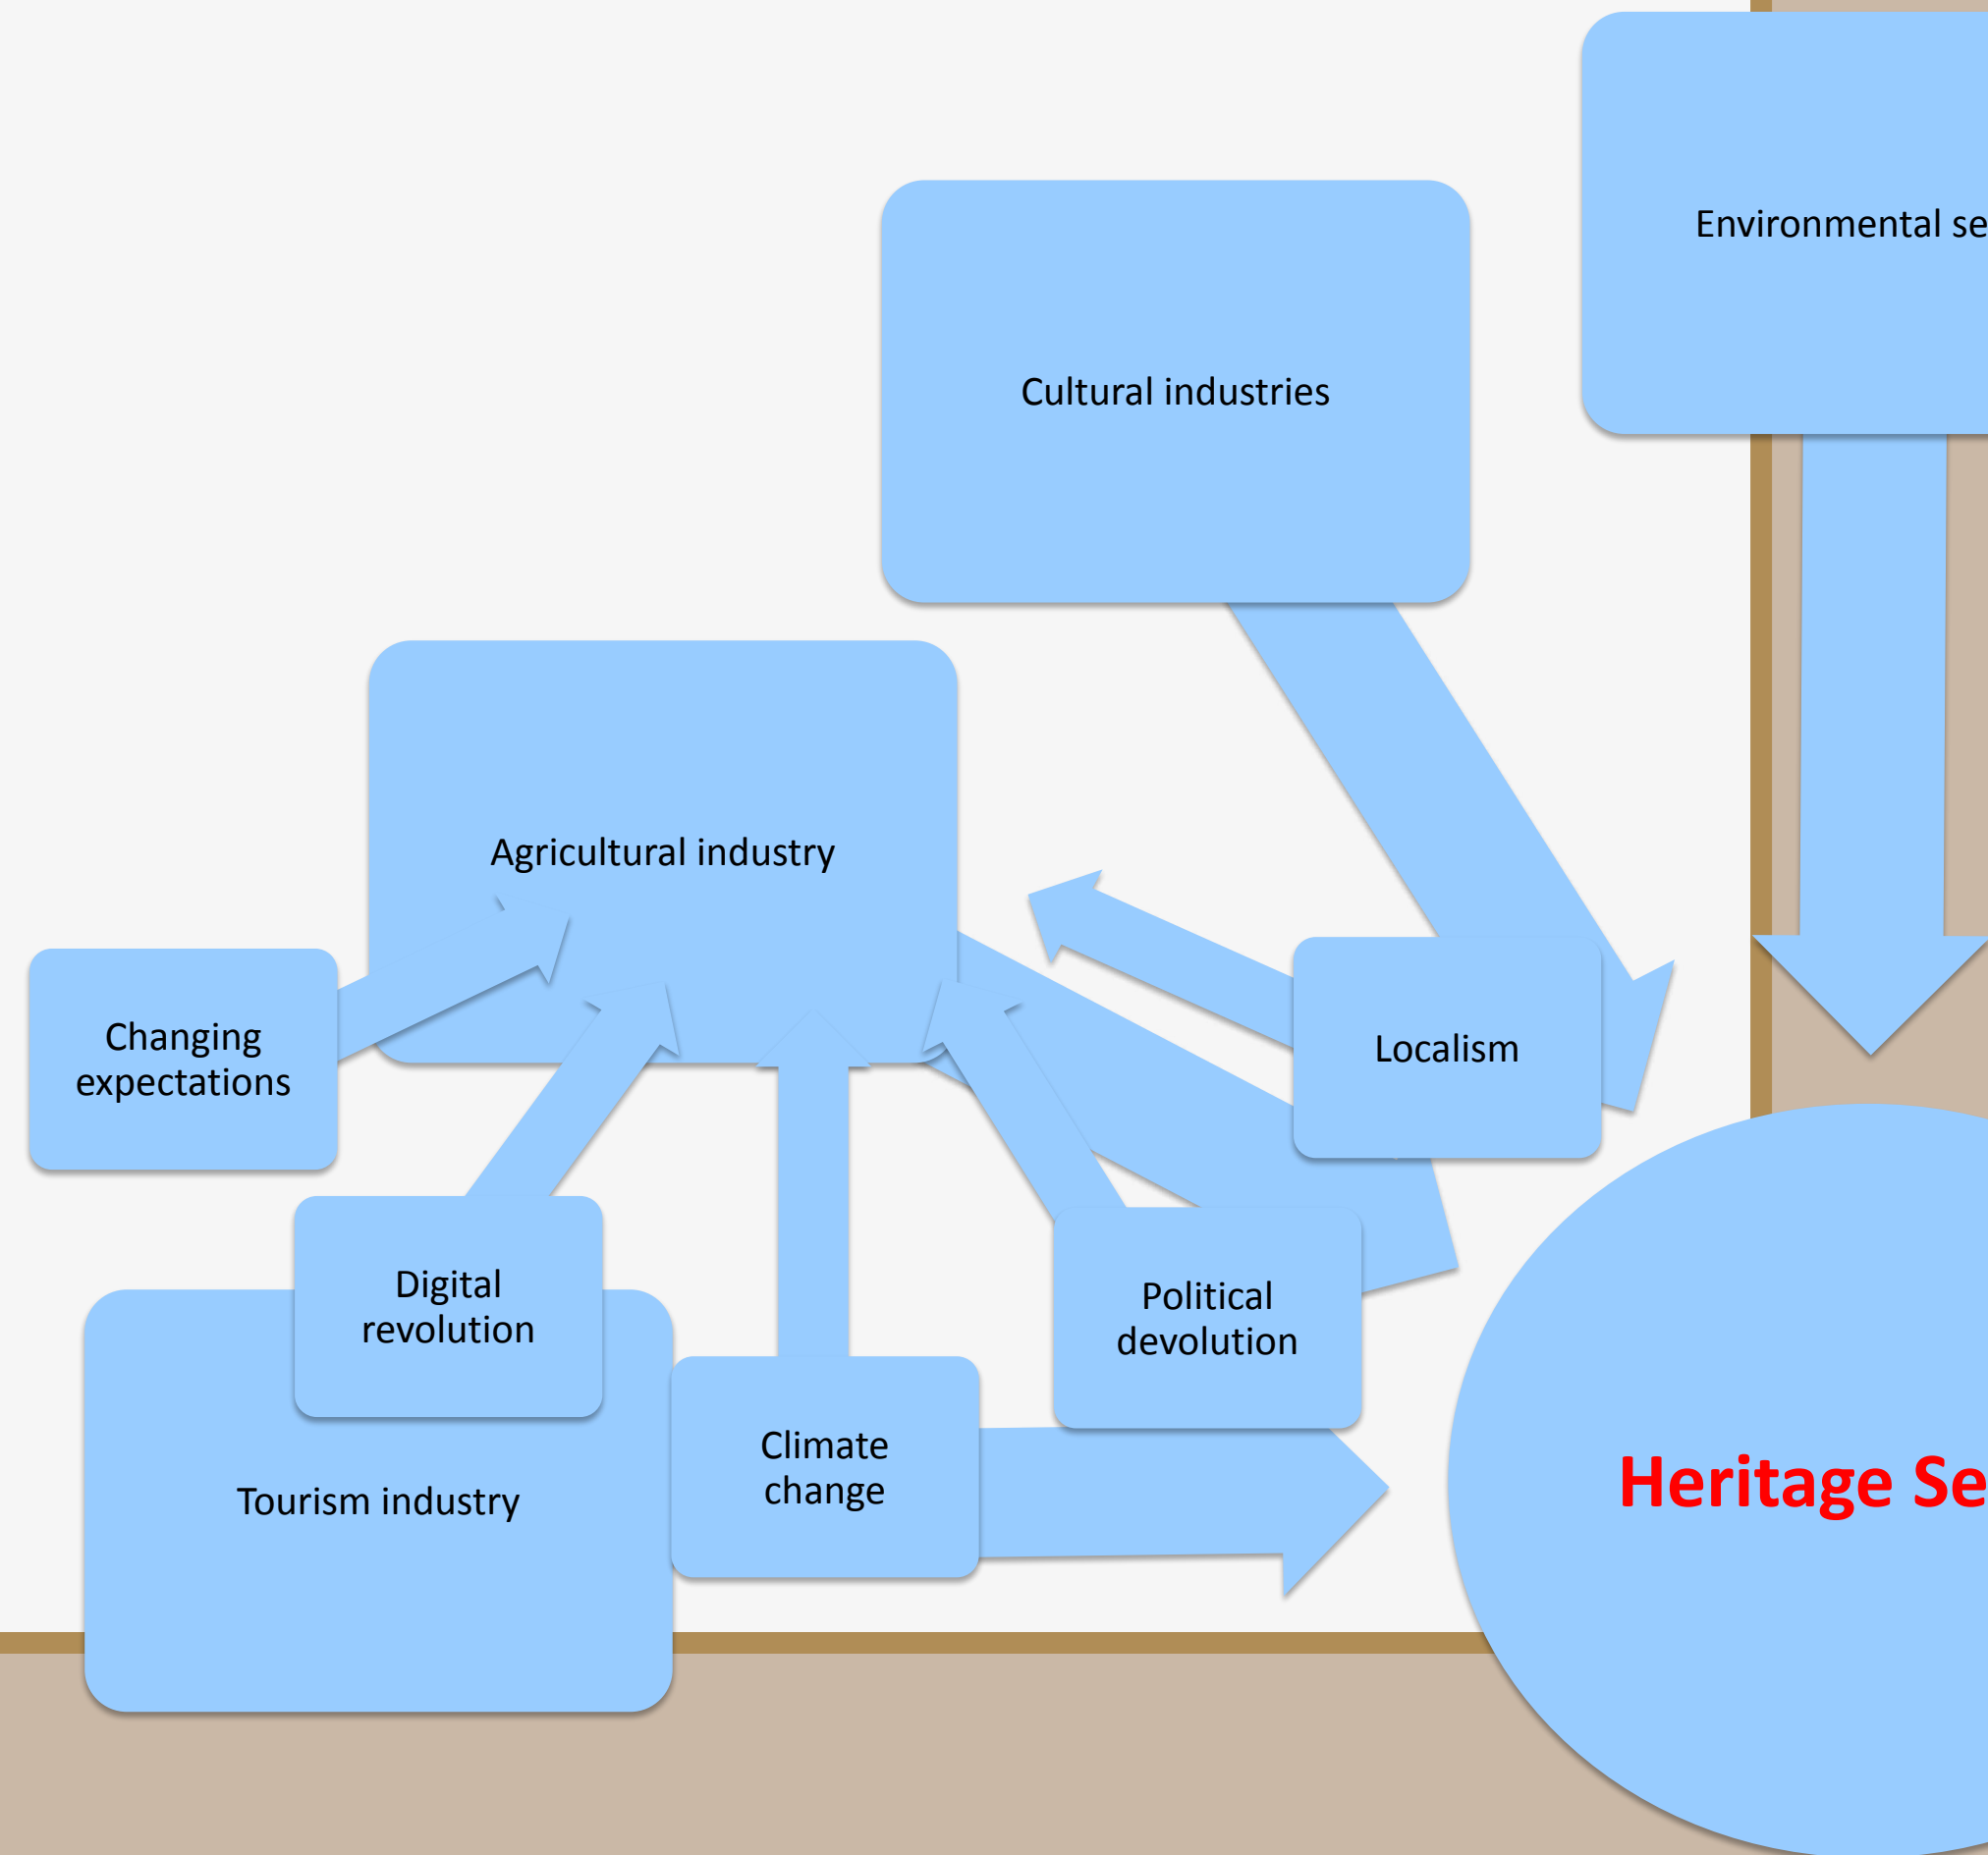 Environmental se
Cultural industries
Agricultural industry
Changing
expectations
Localism
Digital
revolution
Political
devolution
Climate
change
Tourism industry
Heritage Se